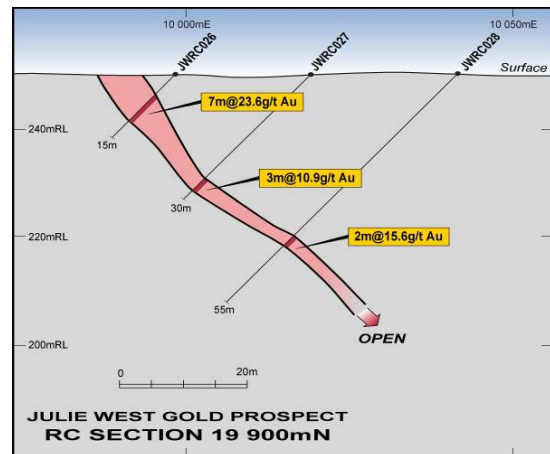 10 000mE
10 050mE
JWRC026
JWRC027
JWRC028
Surface
7m@23.6g/t Au
240mRL
15m
3m@10.9g/t Au
30m
220mRL
2m@15.6g/t Au
55m
OPEN
200mRL
0
20m
JULIE WEST GOLD PROSPECT
RC SECTION 19 900mN